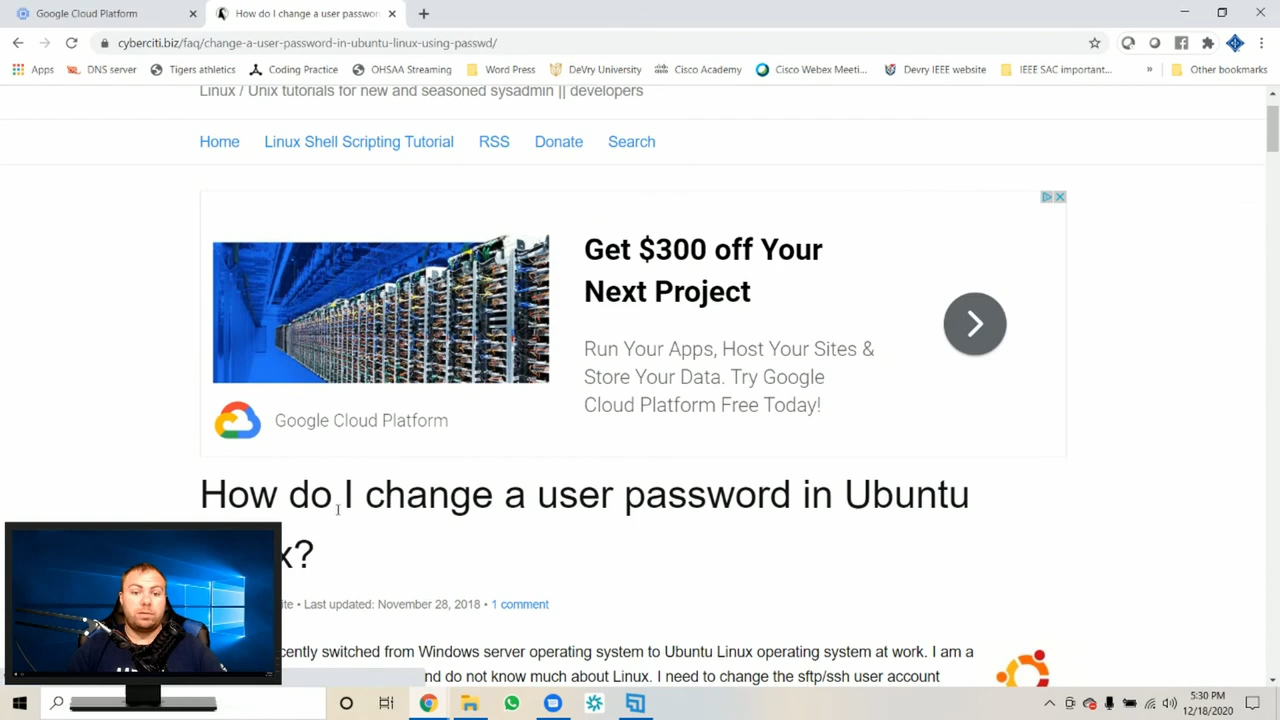 Google Cloud Platform
How do I change a user passwor
cyberciti.biz/faq/change-a-user-password-in-ubuntu-linux-using-passwd/
Apps DNS server Tigers athletics Coding Practice OHSAA Streaming Word Press DeVry University Cisco Academy Cisco Webex Meeti... Devry IEEE website IEEE SAC important... » Other bookmarks
Linux / Unix tutorials for new and seasoned sysadmin || developers
Home Linux Shell Scripting Tutorial RSS Donate Search
Get $300 off Your
Next Project
Run Your Apps, Host Your Sites &
Store Your Data. Try Google
Cloud Platform Free Today!
Google Cloud Platform
How do I change a user password in Ubuntu
x?
ite • Last updated: November 28, 2018 • 1 comment
cently switched from Windows server operating system to Ubuntu Linux operating system at work. I am a
nd do not know much about Linux. I need to change the sftp/ssh user account
5:30 PM
12/18/2020